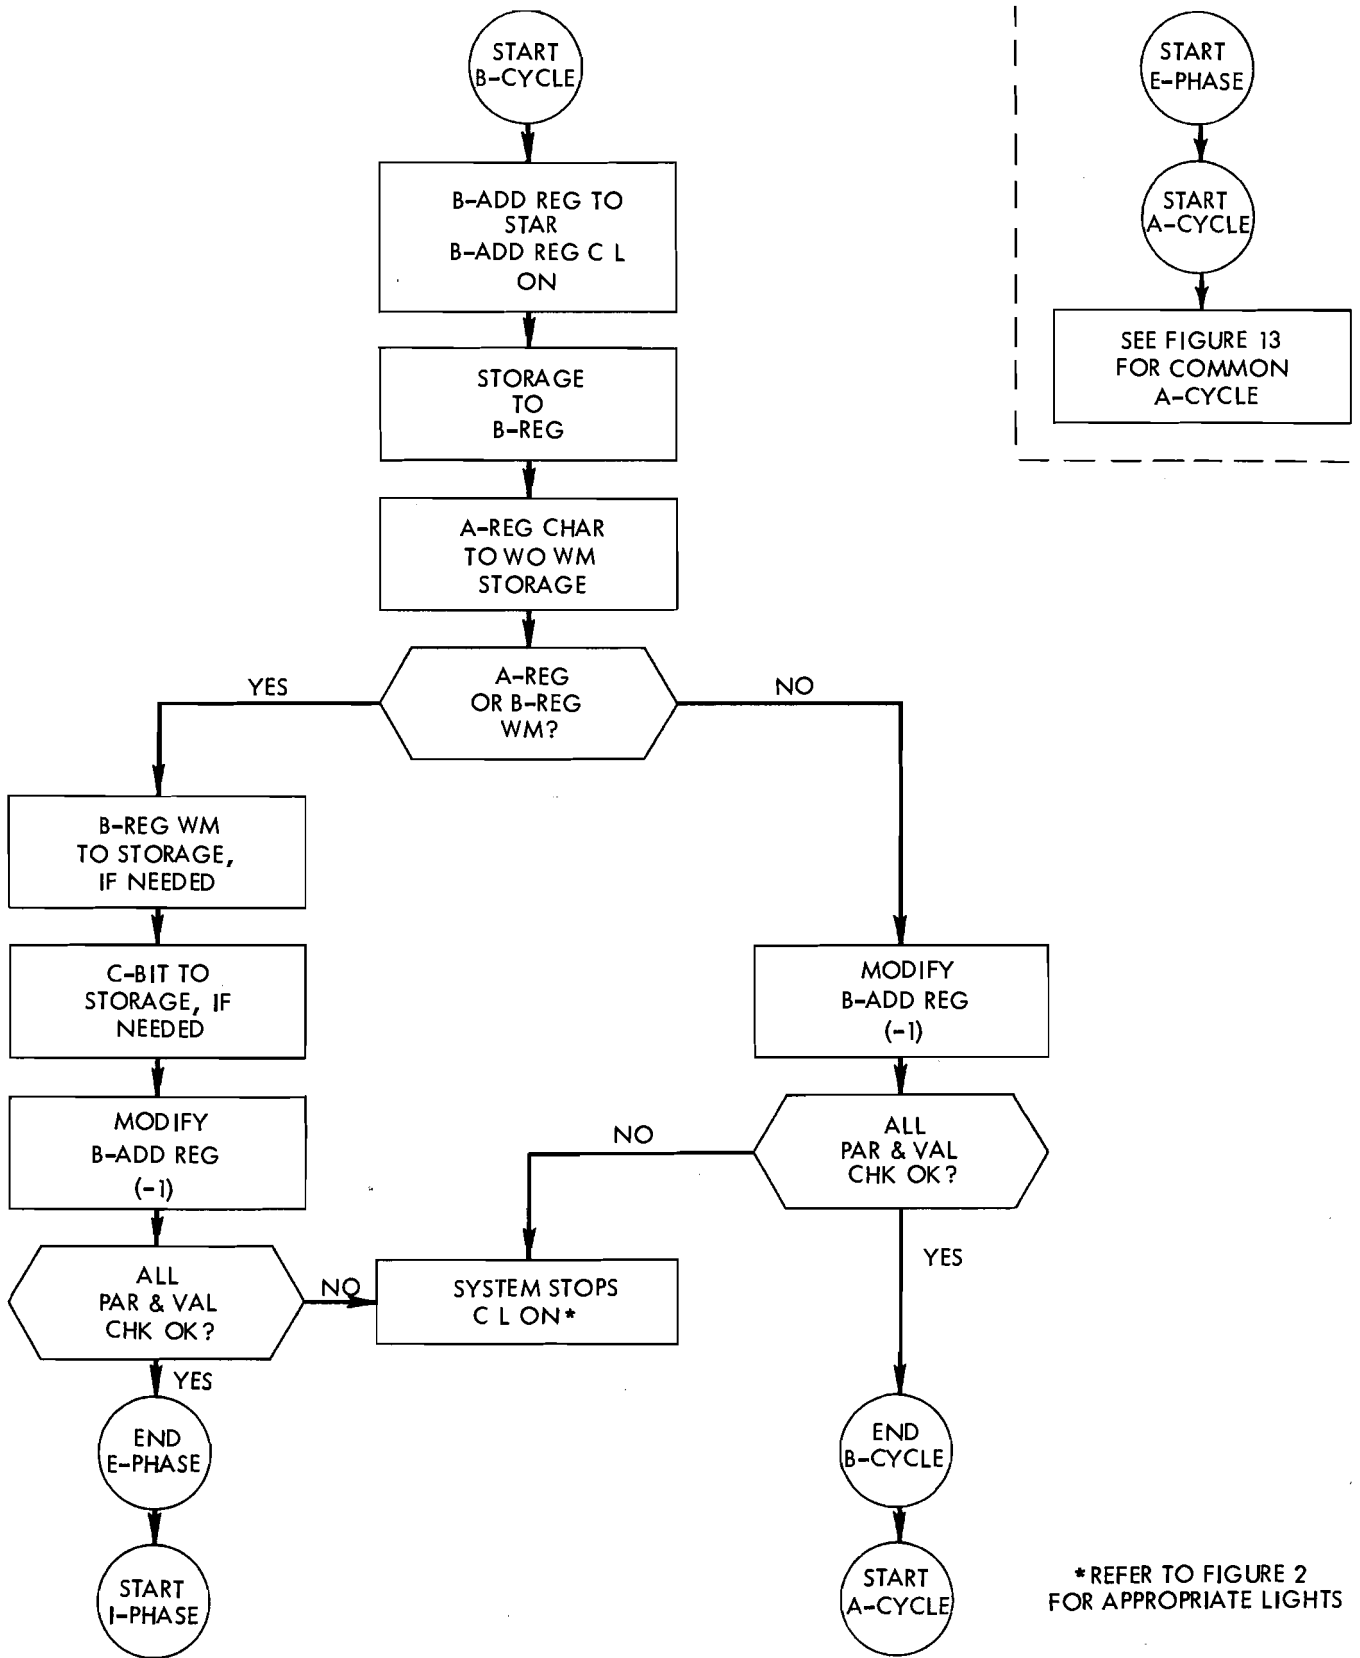 START
B-CYCLE
B-ADD REG TO
STAR
B-ADD REG C L
ON
STORAGE
TO
B-REG
A-REG CHAR
TO WO WM
STORAGE
A-REG
OR B-REG
WM?
YES
NO
B-REG WM
TO STORAGE,
IF NEEDED
C-BIT TO
STORAGE, IF
NEEDED
MODIFY
B-ADD REG
(-1)
ALL
PAR & VAL
CHK OK?
NO
YES
END
E-PHASE
START
I-PHASE
SYSTEM STOPS
C L ON*
MODIFY
B-ADD REG
(-1)
ALL
PAR & VAL
CHK OK?
NO
YES
END
B-CYCLE
START
A-CYCLE
START
E-PHASE
START
A-CYCLE
SEE FIGURE 13
FOR COMMON
A-CYCLE
*REFER TO FIGURE 2
FOR APPROPRIATE LIGHTS